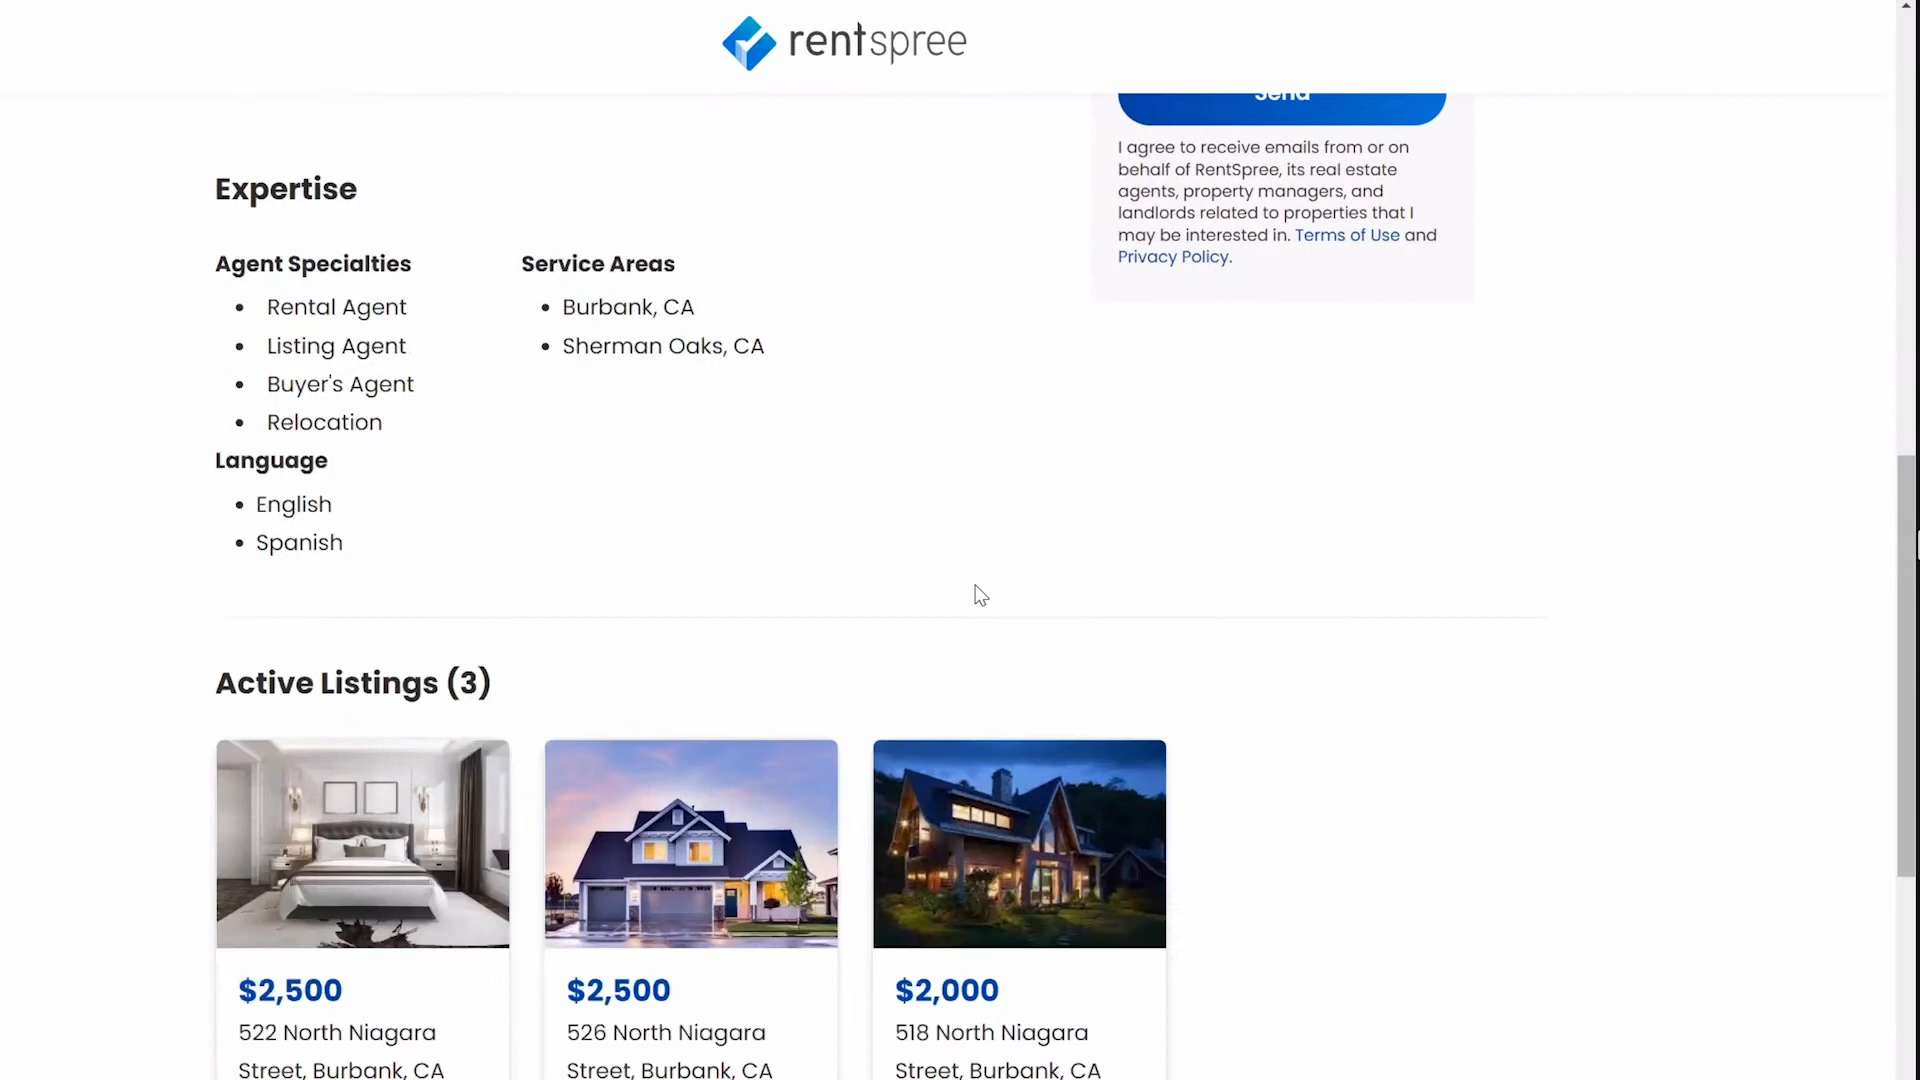 rentspree
Send
I agree to receive emails from or on
behalf of RentSpree, its real estate
agents, property managers, and
landlords related to properties that I
may be interested in. Terms of Use and
Privacy Policy.
Expertise
Agent Specialties
Rental Agent
Listing Agent
Buyer's Agent
Relocation
Service Areas
Burbank, CA
Sherman Oaks, CA
Language
English
Spanish
Active Listings (3)
$2,500
522 North Niagara
Street, Burbank, CA
$2,500
526 North Niagara
Street, Burbank, CA
$2,000
518 North Niagara
Street, Burbank, CA